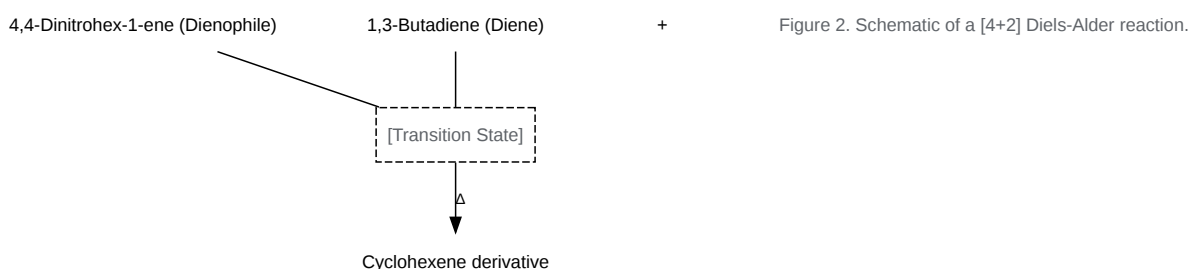 4,4-Dinitrohex-1-ene (Dienophile)
1,3-Butadiene (Diene)
+
Figure 2. Schematic of a [4+2] Diels-Alder reaction.
[Transition State]
Δ
Cyclohexene derivative